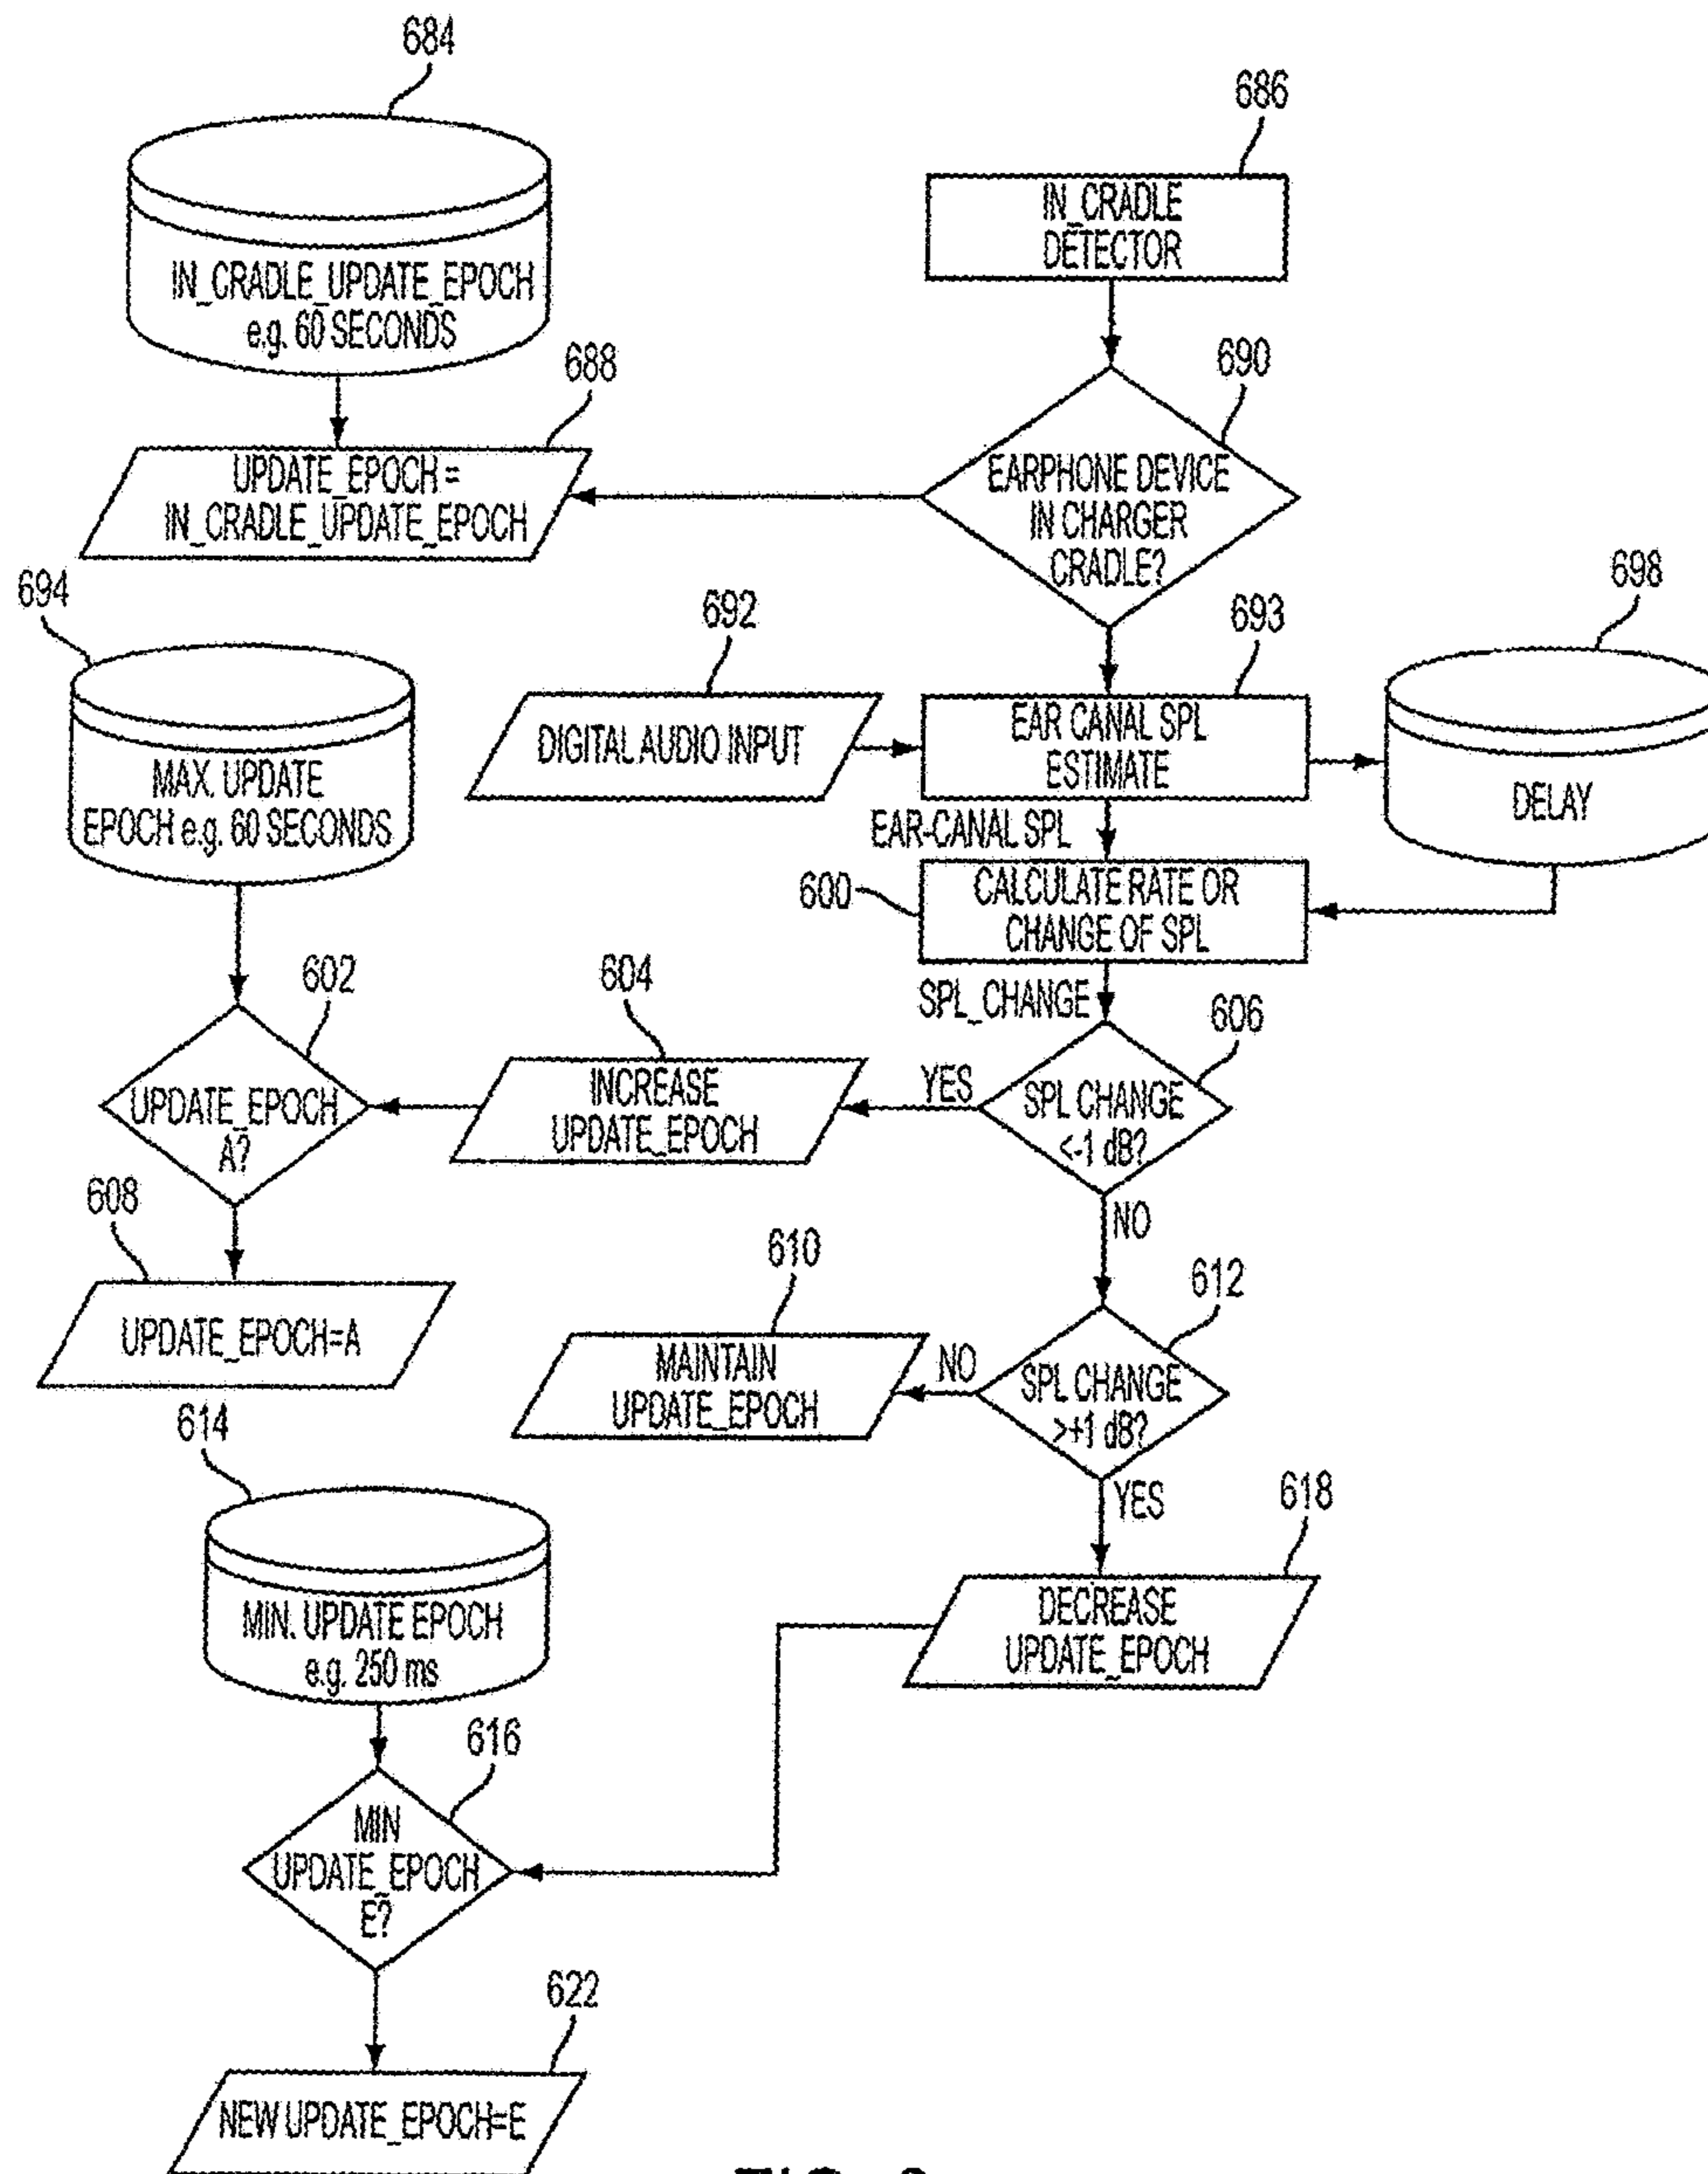 684
686
IN_CRADLE
DETECTOR
IN_CRADLE_UPDATE_EPOCH
e.g. 60 SECONDS
688
690
UPDATE_EPOCH =
IN_CRADLE_UPDATE_EPOCH
EARPHONE DEVICE
IN CHARGER
CRADLE?
694
692
693
698
DIGITAL AUDIO INPUT
EAR CANAL SPL
ESTIMATE
MAX. UPDATE
EPOCH e.g. 60 SECONDS
DELAY
EAR-CANAL SPL
600
CALCULATE RATE OR
CHANGE OF SPL
602
604
SPL_CHANGE
606
UPDATE_EPOCH
A?
INCREASE
UPDATE_EPOCH
YES
SPL CHANGE
<-1 dB?
608
NO
610
612
UPDATE_EPOCH=A
MAINTAIN
UPDATE_EPOCH
NO
SPL CHANGE
>+1 dB?
614
YES
618
MIN. UPDATE EPOCH
e.g. 250 ms
DECREASE
UPDATE_EPOCH
616
MIN
UPDATE_EPOCH
E?
622
NEW UPDATE_EPOCH=E